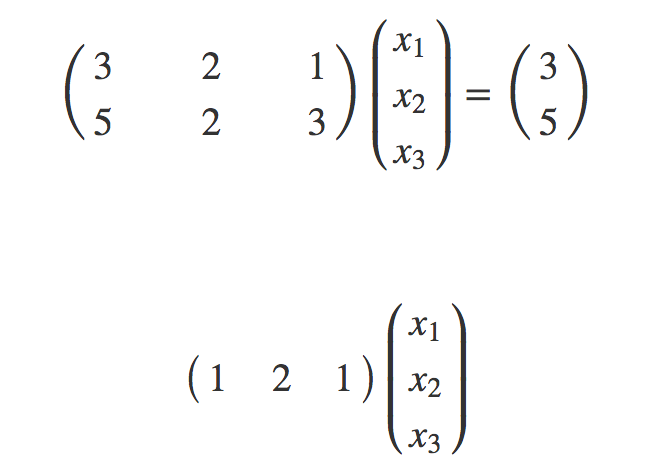 3 2 1 x₁ 3
5 2 3 x₂ = 5
x₃
x₁
(1 2 1) x₂
x₃